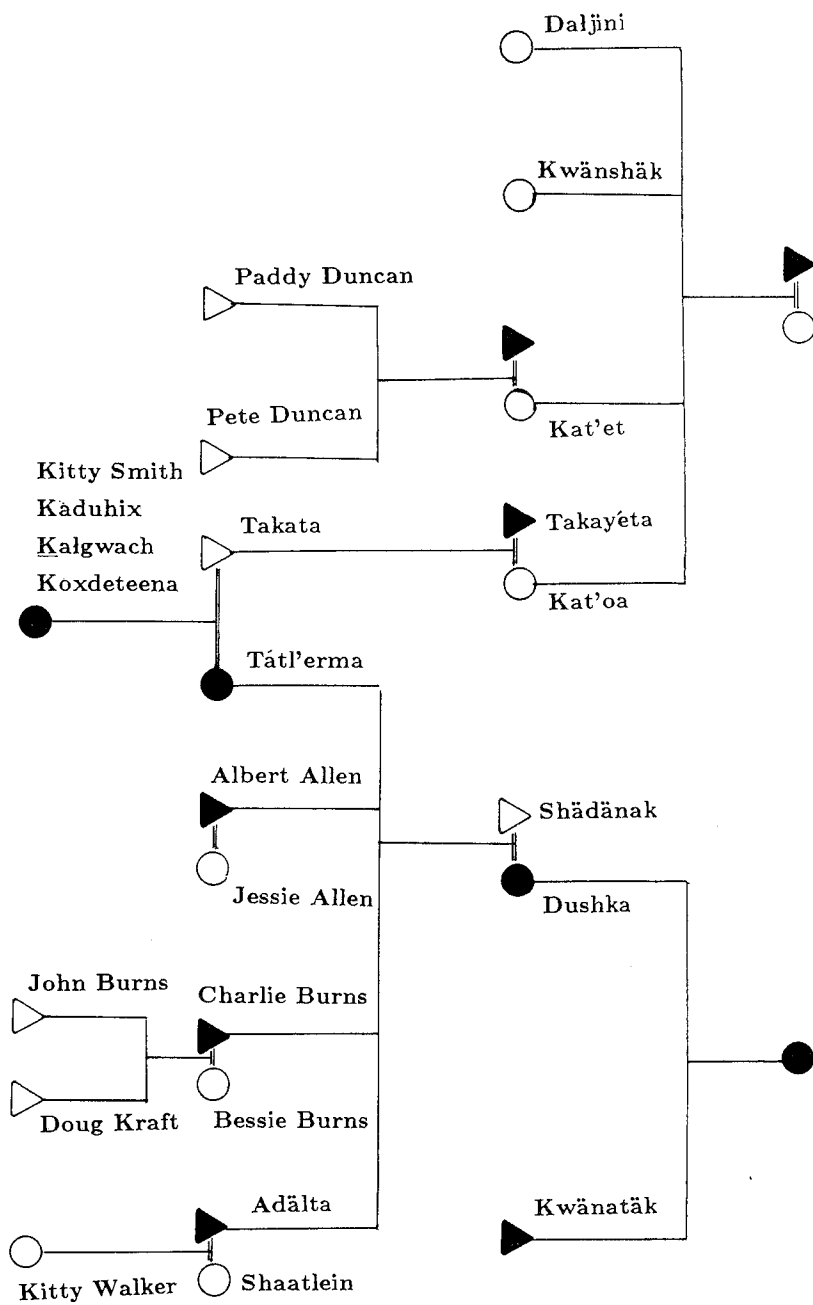 Dałjini
Kwänshäk
Paddy Duncan
Pete Duncan
Kat'et
Kitty Smith
Kàduhix
Kałgwach
Koxdeteena
Takata
Takayéta
Kat'oa
Tátl'erma
Albert Allen
Shädänak
Jessie Allen
Dushka
John Burns
Charlie Burns
Doug Kraft
Bessie Burns
Adälta
Kwänatäk
Kitty Walker
Shaatlein